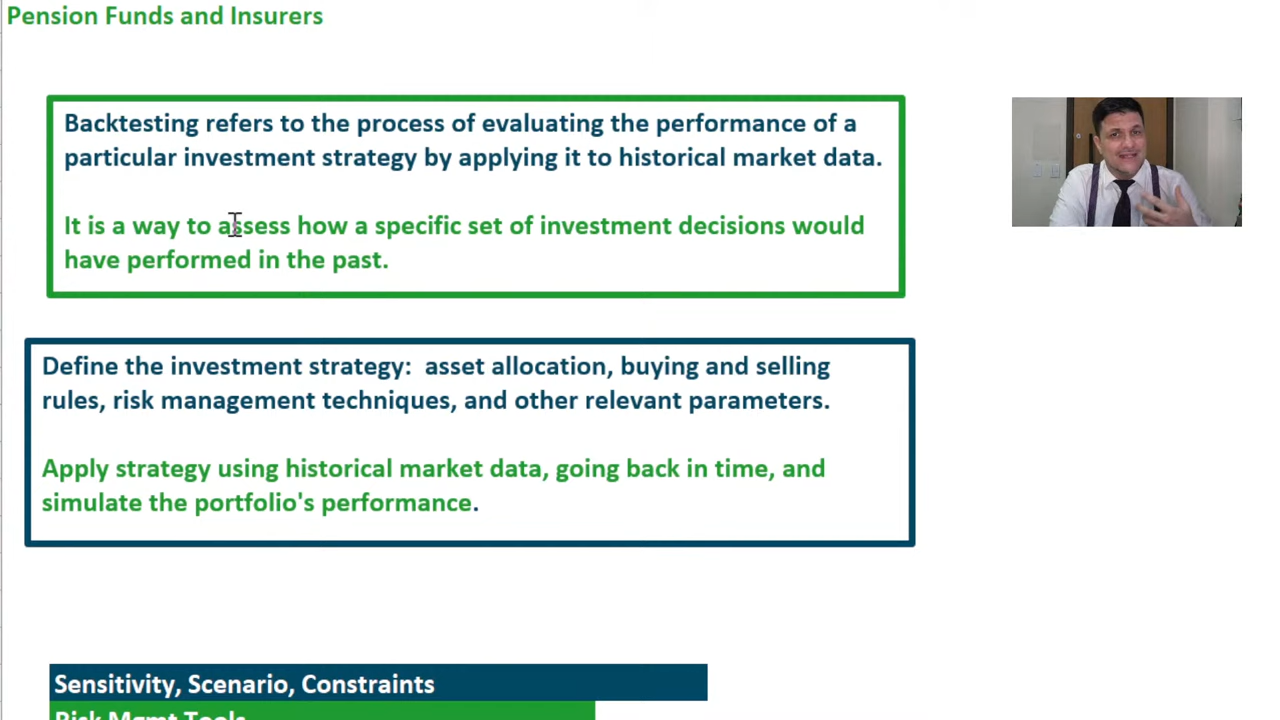 Pension Funds and Insurers
Backtesting refers to the process of evaluating the performance of a
particular investment strategy by applying it to historical market data.
It is a way to assess how a specific set of investment decisions would
have performed in the past.
Define the investment strategy:  asset allocation, buying and selling
rules, risk management techniques, and other relevant parameters.
Apply strategy using historical market data, going back in time, and
simulate the portfolio's performance.
Sensitivity, Scenario, Constraints
Risk Mgmt Tools